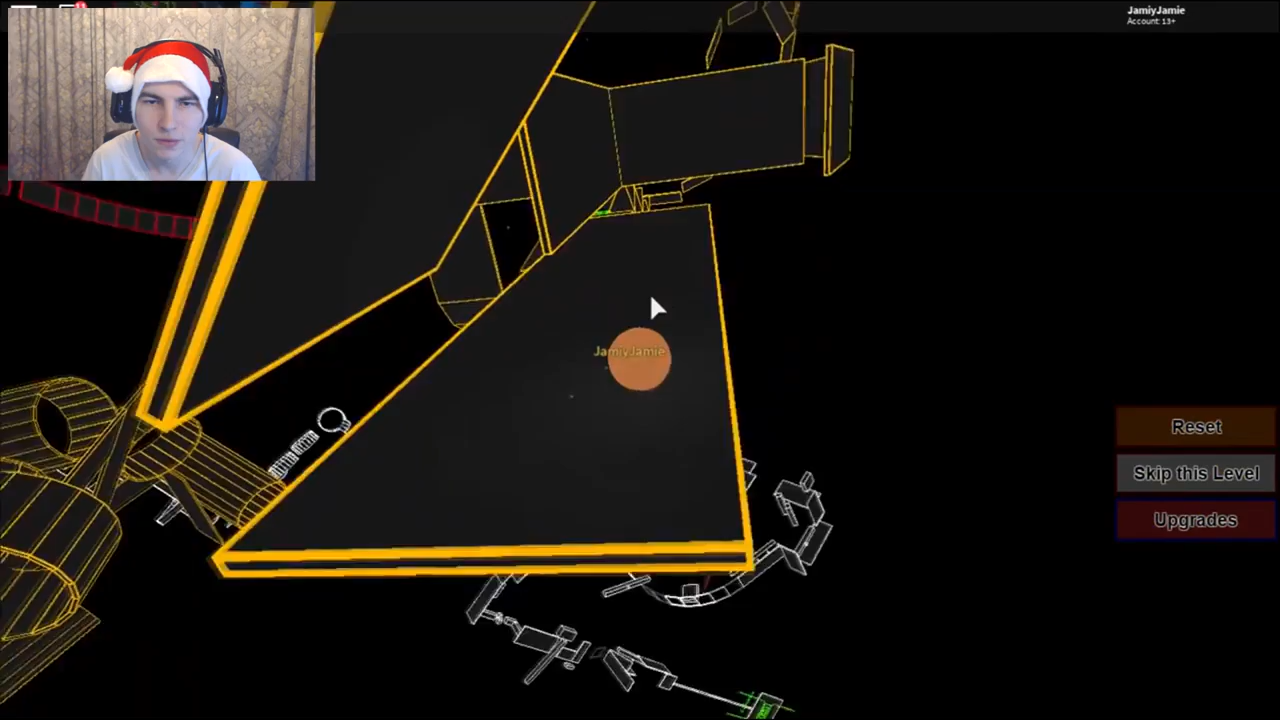 JamiyJamie
Account: 13+
JamiyJamie
Reset
Skip this Level
Upgrades